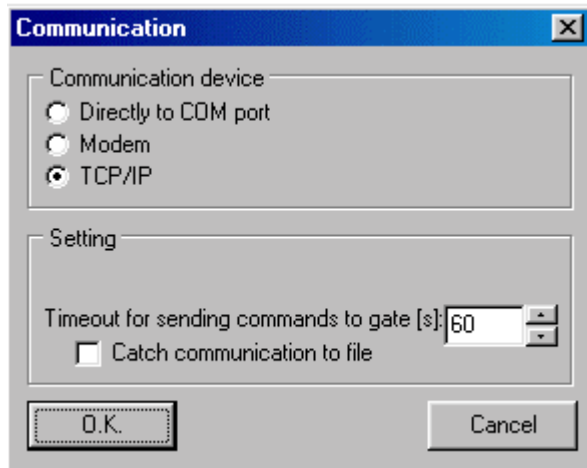 Communication
Communication device
Directly to COM port
Modem
TCP/IP
Setting
Timeout for sending commands to gate [s]: 60
Catch communication to file
O.K. Cancel